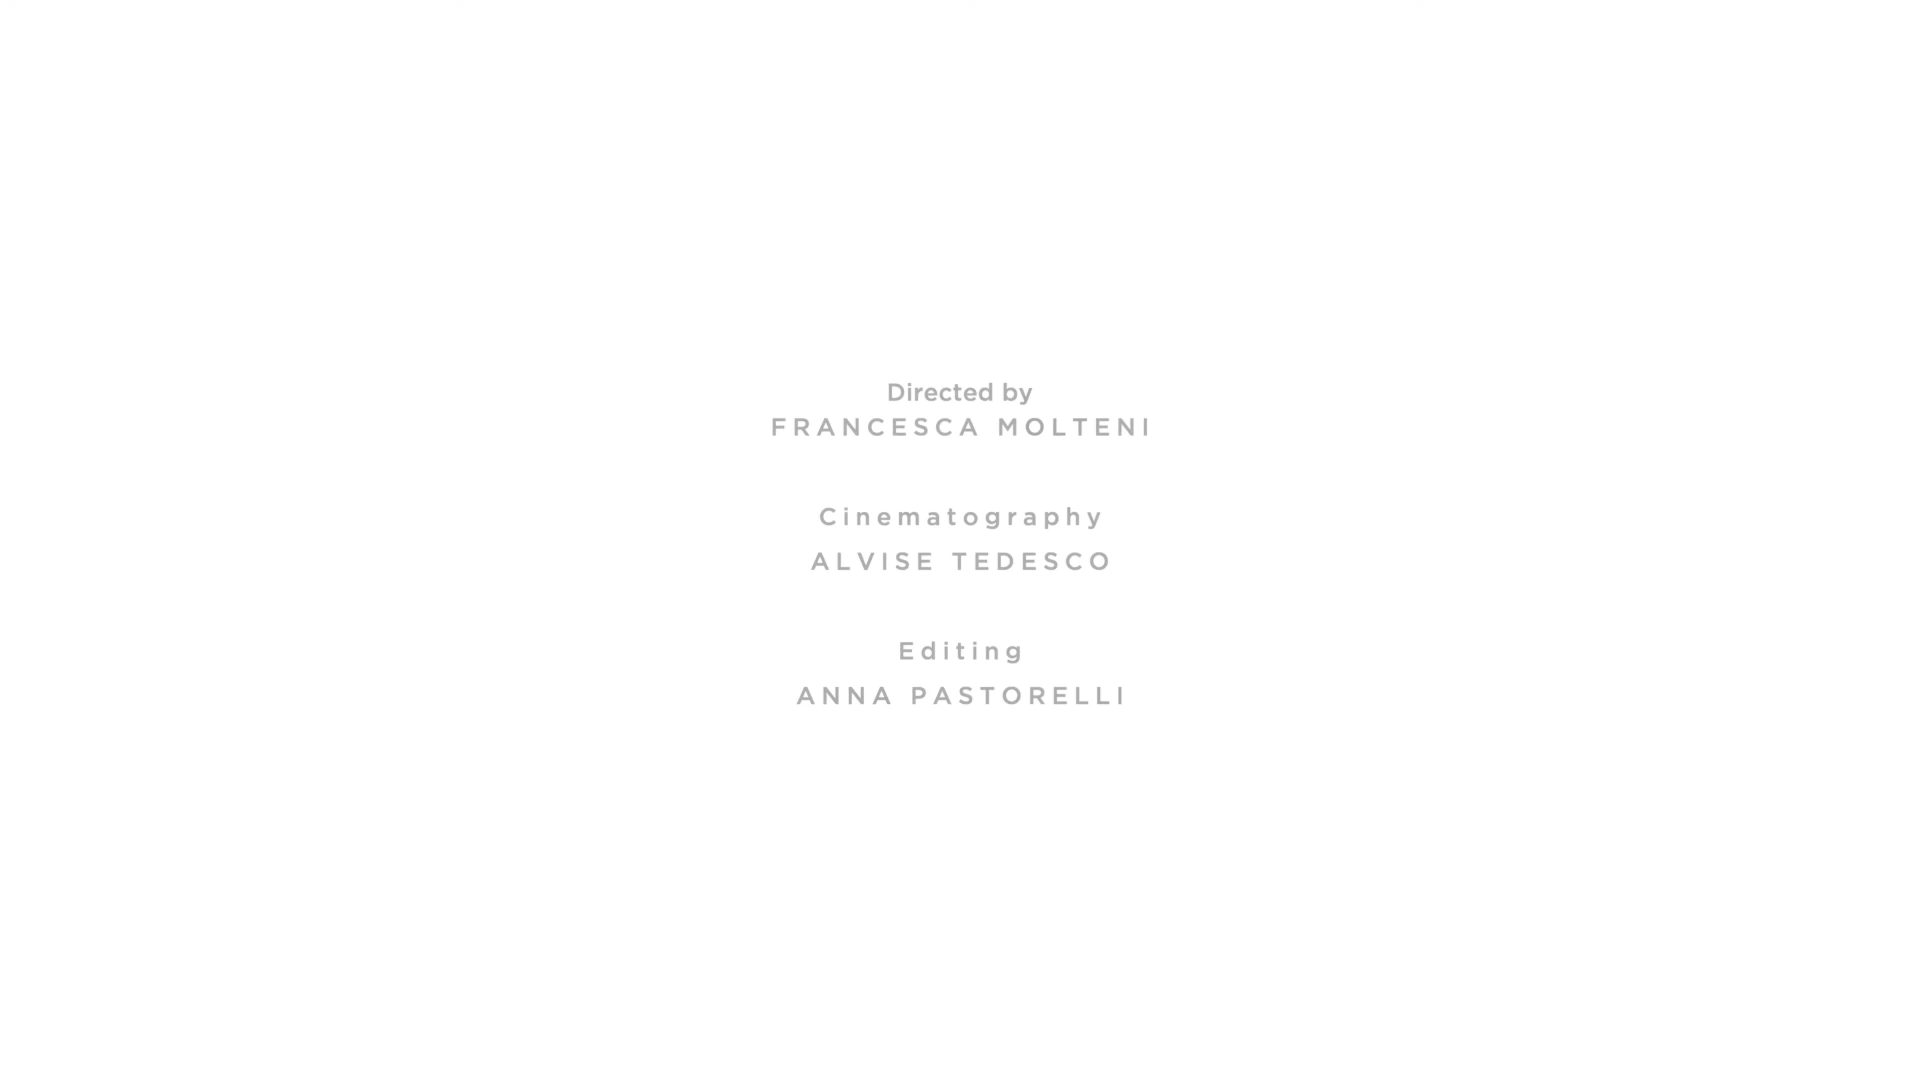 Directed by
FRANCESCA MOLTENI
Cinematography
ALVISE TEDESCO
Editing
ANNA PASTORELLI